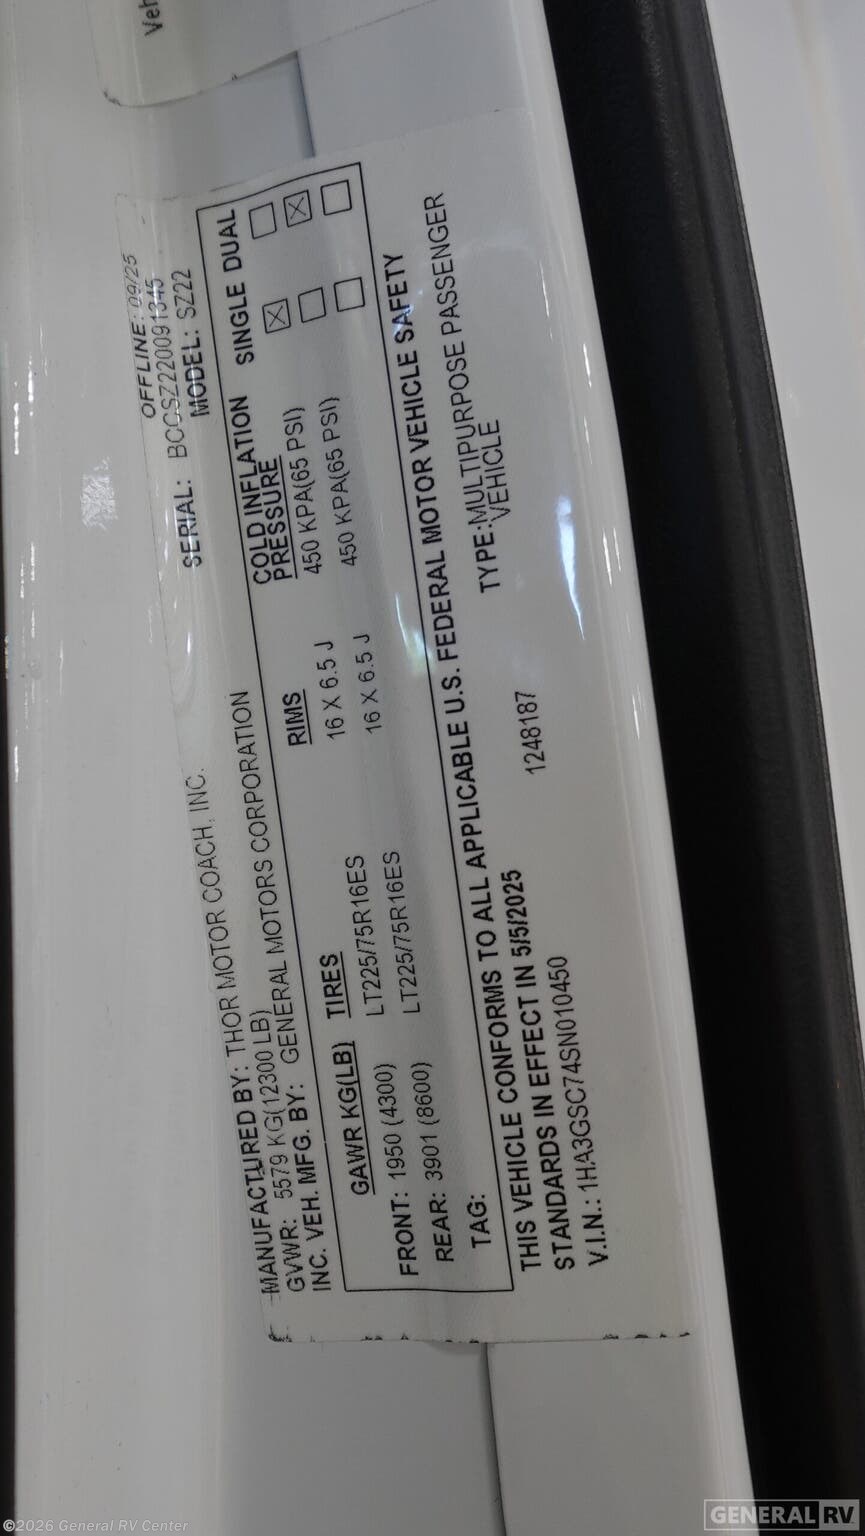 Veh
OFFLINE: 09/25
SERIAL: BCCSZ220091345
MODEL: SZ22
MANUFACTURED BY: THOR MOTOR COACH, INC.
GVWR: 5579 KG(12300 LB)
INC. VEH. MFG. BY: GENERAL MOTORS CORPORATION
GAWR KG(LB) TIRES RIMS COLD INFLATION PRESSURE SINGLE DUAL
FRONT: 1950 (4300) LT225/75R16ES 16 X 6.5 J 450 KPA(65 PSI)
REAR: 3901 (8600) LT225/75R16ES 16 X 6.5 J 450 KPA(65 PSI)
TAG:
THIS VEHICLE CONFORMS TO ALL APPLICABLE U.S. FEDERAL MOTOR VEHICLE SAFETY
STANDARDS IN EFFECT IN 5/5/2025
V.I.N.: 1HA3GSC74SN010450
1248187
TYPE:MULTIPURPOSE PASSENGER
VEHICLE
©2026 General RV Center
GENERAL RV